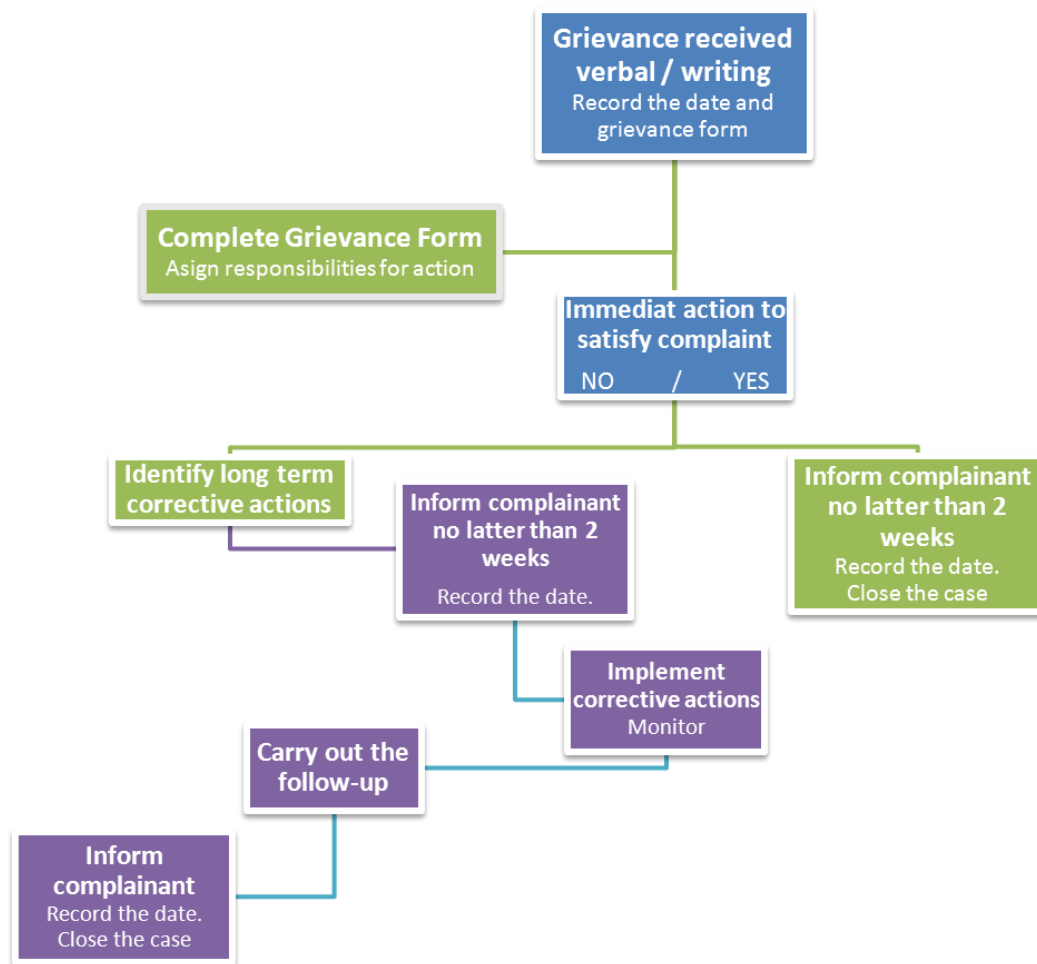 Grievance received
verbal / writing
Record the date and
grievance form
Complete Grievance Form
Asign responsibilities for action
Immediat action to
satisfy complaint
NO / YES
Identify long term
corrective actions
Inform complainant
no latter than 2
weeks
Record the date.
Inform complainant
no latter than 2
weeks
Record the date.
Close the case
Implement
corrective actions
Monitor
Carry out the
follow-up
Inform
complainant
Record the date.
Close the case